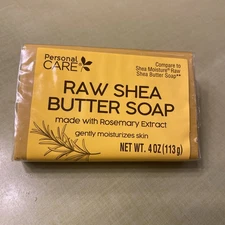 Personal
CARE
Compare to
Shea Moisture® Raw
Shea Butter Soap**
RAW SHEA
BUTTER SOAP
made with Rosemary Extract
gently moisturizes skin
NET WT. 4 OZ (113 g)